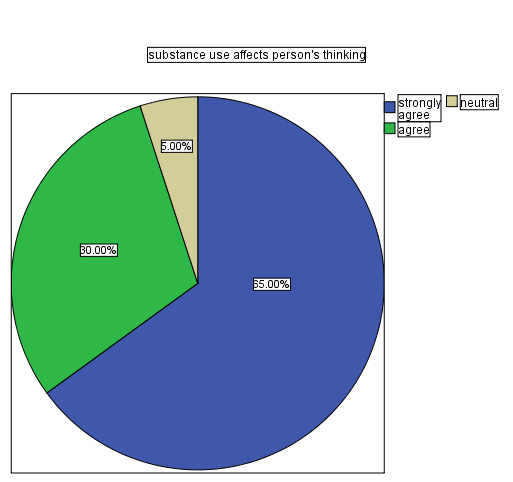 substance use affects person's thinking
strongly agree
neutral
agree
5.00%
30.00%
65.00%